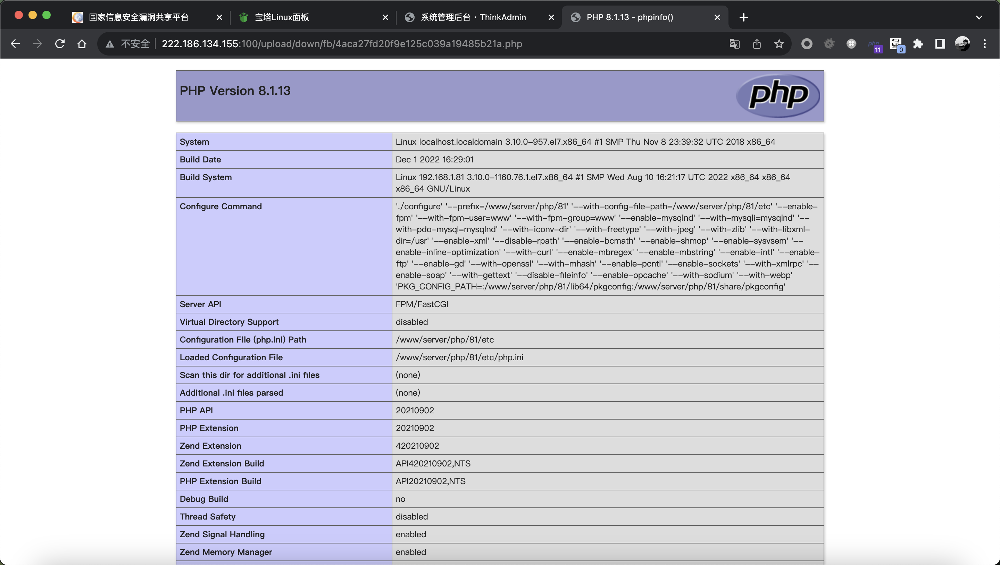 国家信息安全漏洞共享平台
宝塔Linux面板
系统管理后台 · ThinkAdmin
PHP 8.1.13 - phpinfo()
不安全
222.186.134.155:100/upload/down/fb/4aca27fd20f9e125c039a19485b21a.php
php
11
0
PHP Version 8.1.13
php
System
Linux localhost.localdomain 3.10.0-957.el7.x86_64 #1 SMP Thu Nov 8 23:39:32 UTC 2018 x86_64
Build Date
Dec 1 2022 16:29:01
Build System
Linux 192.168.1.81 3.10.0-1160.76.1.el7.x86_64 #1 SMP Wed Aug 10 16:21:17 UTC 2022 x86_64 x86_64
x86_64 GNU/Linux
Configure Command
'./configure' '--prefix=/www/server/php/81' '--with-config-file-path=/www/server/php/81/etc' '--enable-
fpm' '--with-fpm-user=www' '--with-fpm-group=www' '--enable-mysqlnd' '--with-mysqli=mysqlnd' '--
with-pdo-mysql=mysqlnd' '--with-iconv-dir' '--with-freetype' '--with-jpeg' '--with-zlib' '--with-libxml-
dir=/usr' '--enable-xml' '--disable-rpath' '--enable-bcmath' '--enable-shmop' '--enable-sysvsem' '--
enable-inline-optimization' '--with-curl' '--enable-mbregex' '--enable-mbstring' '--enable-intl' '--enable-
ftp' '--enable-gd' '--with-openssl' '--with-mhash' '--enable-pcntl' '--enable-sockets' '--with-xmlrpc' '--
enable-soap' '--with-gettext' '--disable-fileinfo' '--enable-opcache' '--with-sodium' '--with-webp'
'PKG_CONFIG_PATH=:/www/server/php/81/lib64/pkgconfig:/www/server/php/81/share/pkgconfig'
Server API
FPM/FastCGI
Virtual Directory Support
disabled
Configuration File (php.ini) Path
/www/server/php/81/etc
Loaded Configuration File
/www/server/php/81/etc/php.ini
Scan this dir for additional .ini files
(none)
Additional .ini files parsed
(none)
PHP API
20210902
PHP Extension
20210902
Zend Extension
420210902
Zend Extension Build
API420210902,NTS
PHP Extension Build
API20210902,NTS
Debug Build
no
Thread Safety
disabled
Zend Signal Handling
enabled
Zend Memory Manager
enabled